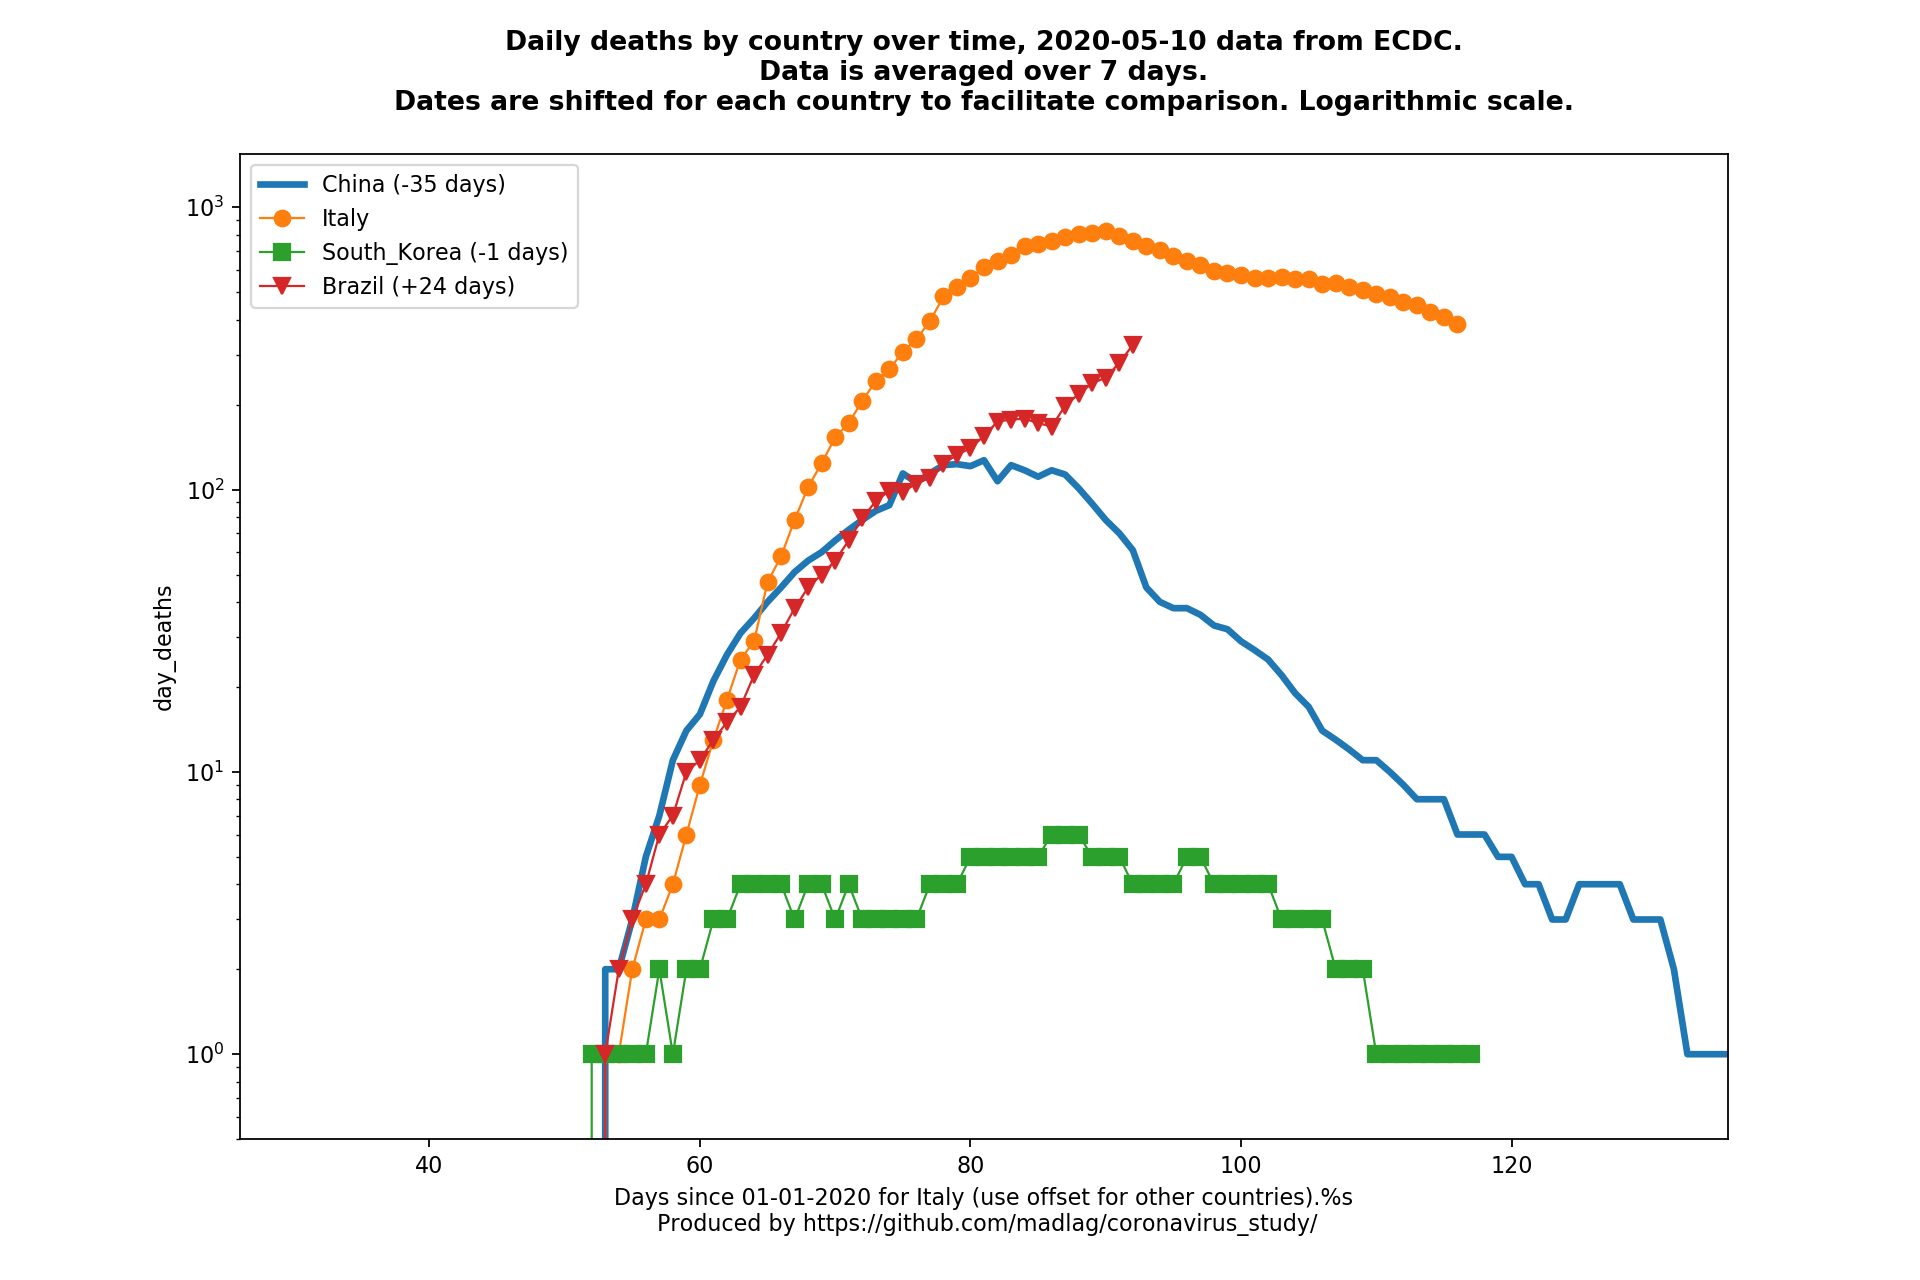 Daily deaths by country over time, 2020-05-10 data from ECDC.
Data is averaged over 7 days.
Dates are shifted for each country to facilitate comparison. Logarithmic scale.
China (-35 days)
Italy
South_Korea (-1 days)
Brazil (+24 days)
10³
10²
10¹
10⁰
day_deaths
40 60 80 100 120
Days since 01-01-2020 for Italy (use offset for other countries).%s
Produced by https://github.com/madlag/coronavirus_study/